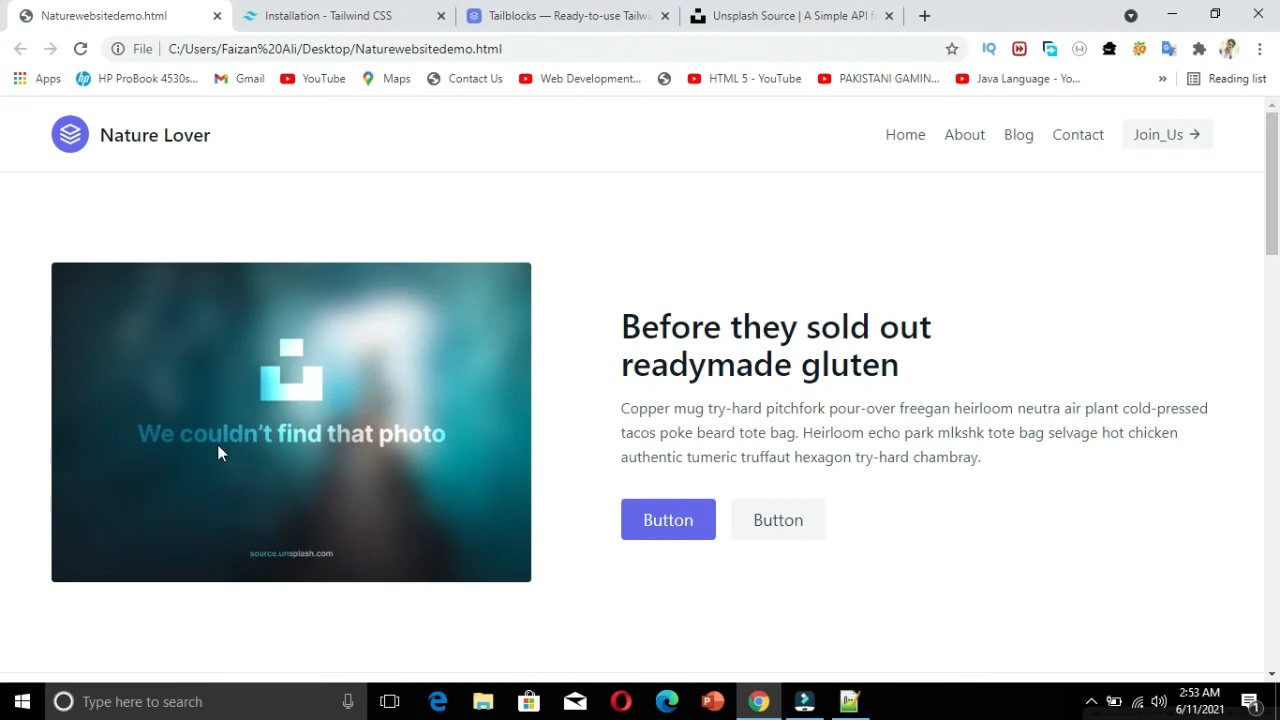 Naturewebsitedemo.html
Installation - Tailwind CSS
Tailblocks — Ready-to-use Tailwi
Unsplash Source | A Simple API f
File
C:/Users/Faizan%20Ali/Desktop/Naturewebsitedemo.html
IQ
Apps
HP ProBook 4530s...
Gmail
YouTube
Maps
Contact Us
Web Development...
HTML 5 - YouTube
PAKISTANI GAMIN...
Java Language - Yo...
»
Reading list
Nature Lover
Home
About
Blog
Contact
Join_Us →
We couldn't find that photo
source.unsplash.com
Before they sold out
readymade gluten
Copper mug try-hard pitchfork pour-over freegan heirloom neutra air plant cold-pressed
tacos poke beard tote bag. Heirloom echo park mlkshk tote bag selvage hot chicken
authentic tumeric truffaut hexagon try-hard chambray.
Button
Button
Type here to search
2:53 AM
6/11/2021
1